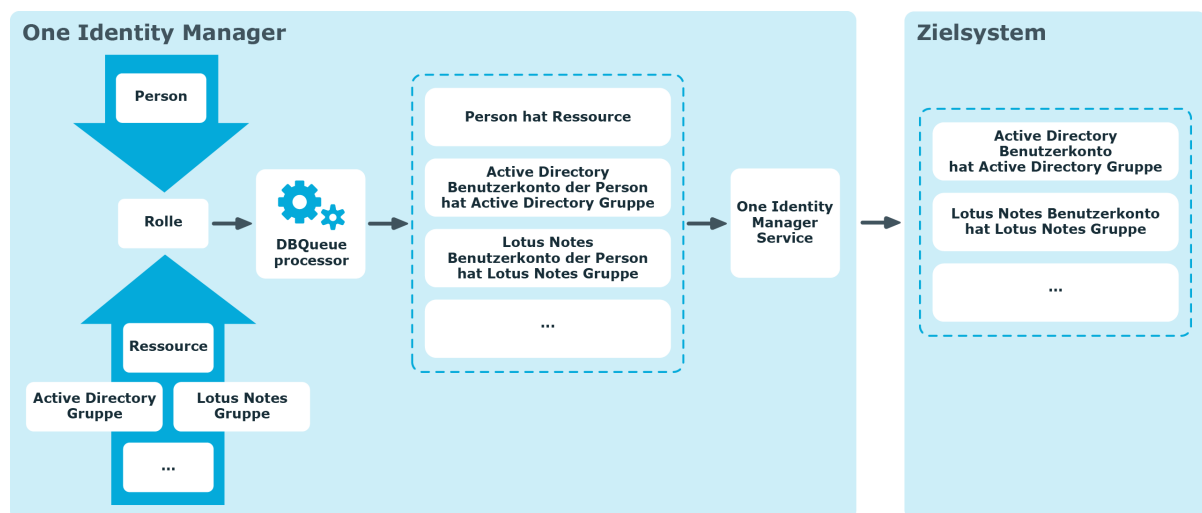 One Identity Manager
Person
Rolle
Ressource
Active Directory
Gruppe
Lotus Notes
Gruppe
...
DBQueue
processor
Person hat Ressource
Active Directory
Benutzerkonto der Person
hat Active Directory Gruppe
Lotus Notes
Benutzerkonto der Person
hat Lotus Notes Gruppe
...
One Identity
Manager
Service
Zielsystem
Active Directory
Benutzerkonto
hat Active Directory Gruppe
Lotus Notes Benutzerkonto
hat Lotus Notes Gruppe
...